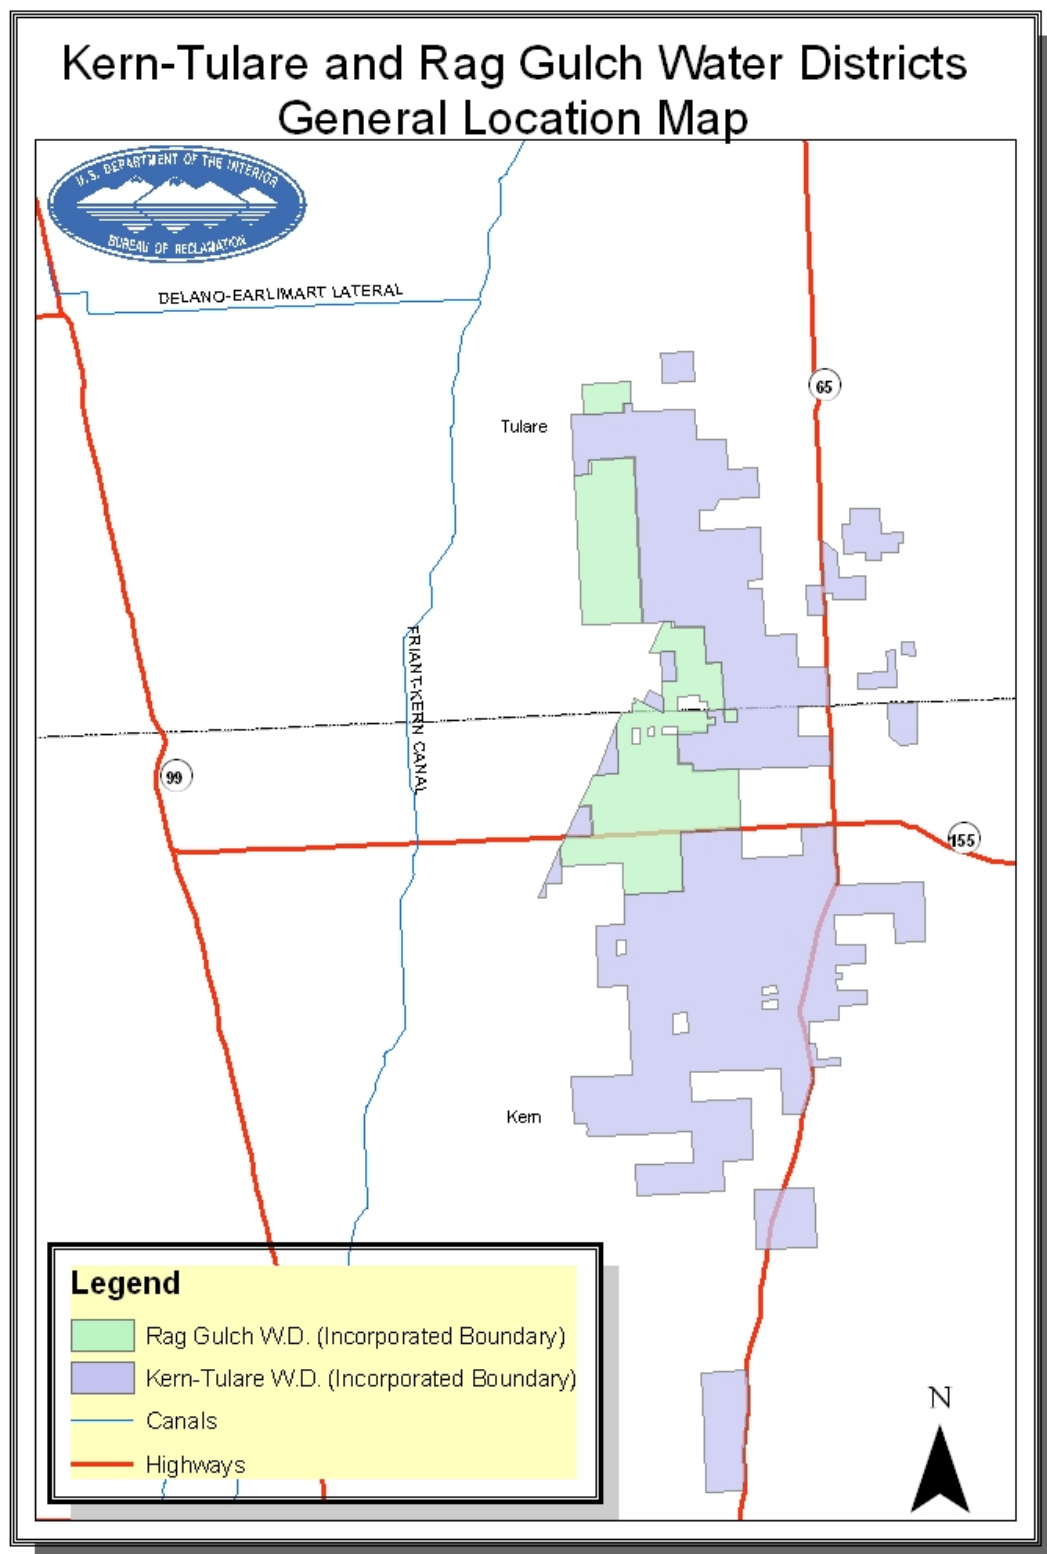 Kern-Tulare and Rag Gulch Water Districts
General Location Map
U.S. DEPARTMENT OF THE INTERIOR
BUREAU OF RECLAMATION
DELANO-EARLIMART LATERAL
65
Tulare
FRIANT-KERN CANAL
99
155
Kern
Legend
Rag Gulch W.D. (Incorporated Boundary)
Kern-Tulare W.D. (Incorporated Boundary)
Canals
Highways
N